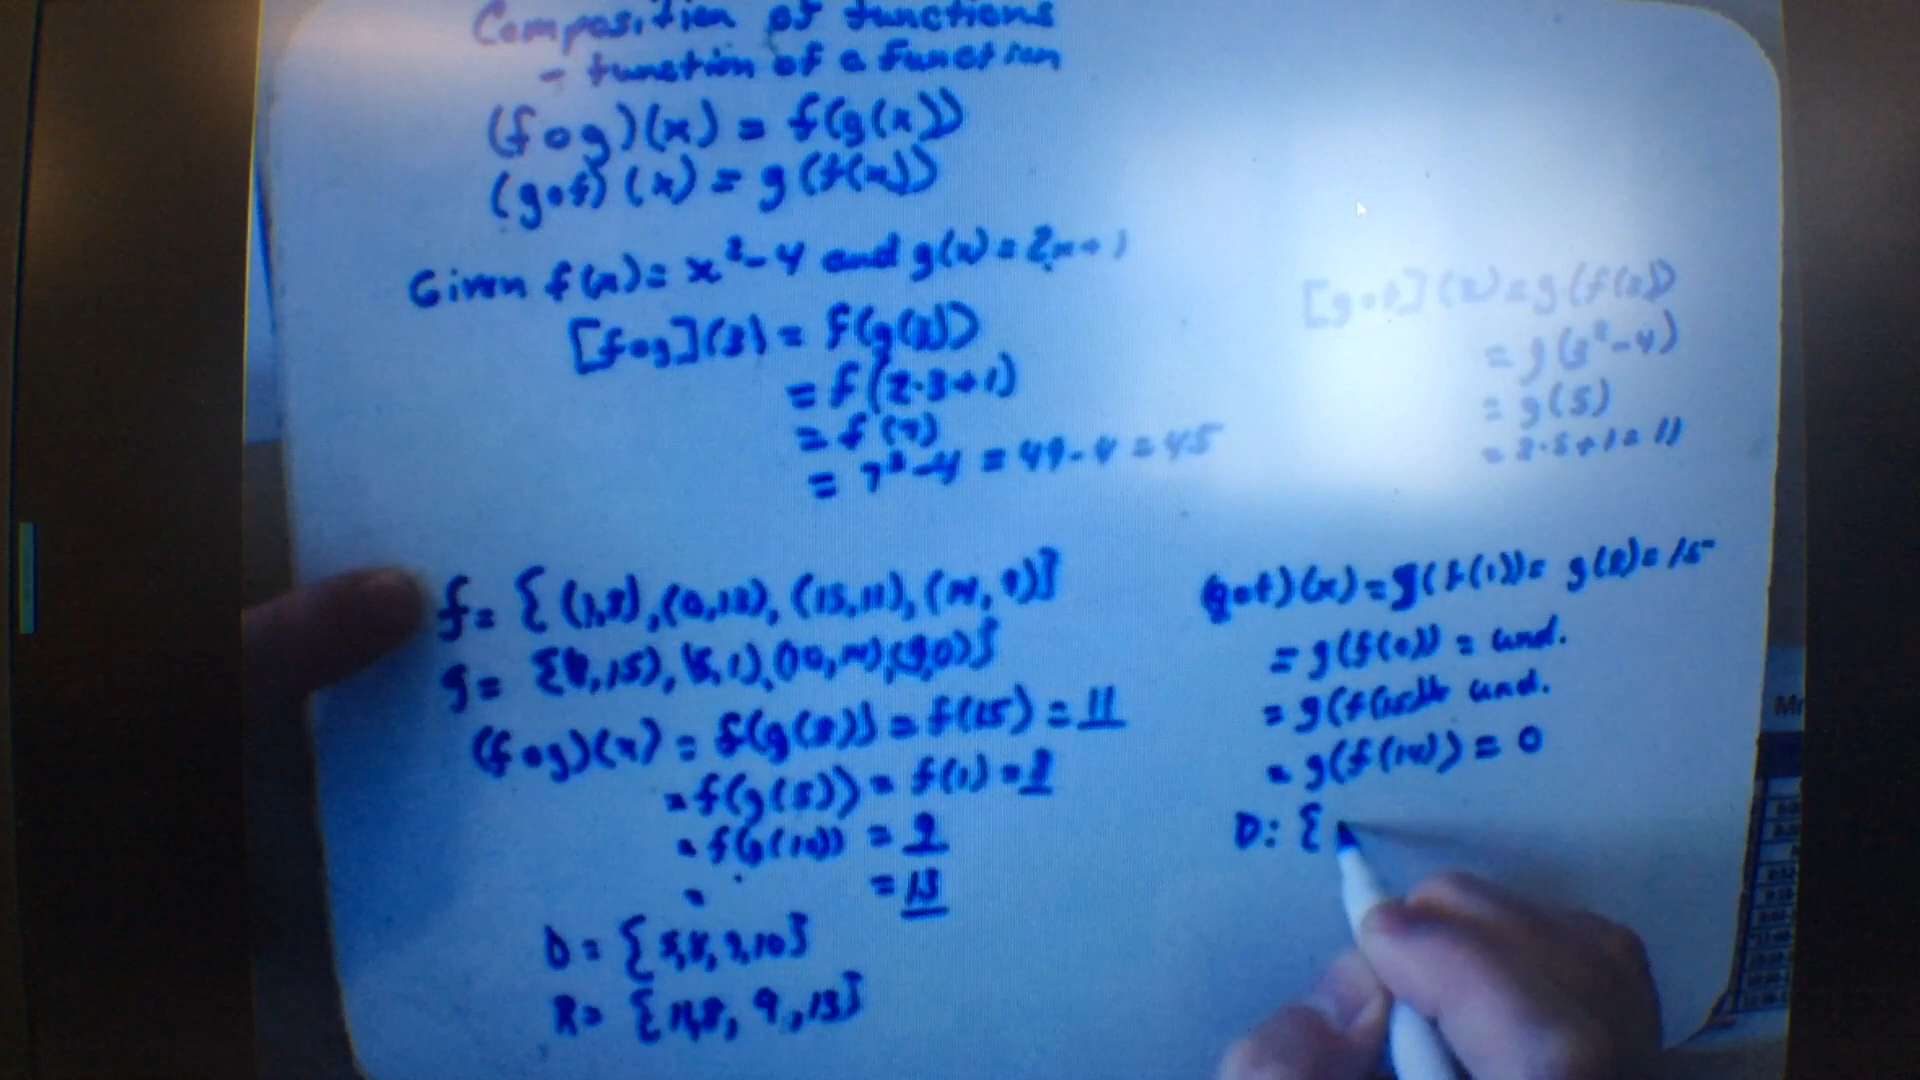 Composition of functions
- function of a function
(f∘g)(x) = f(g(x))
(g∘f)(x) = g(f(x))
Given f(x) = x²-4 and g(x) = 2x+1
[f∘g](3) = f(g(3))
= f(2·3+1)
= f(7)
= 7²-4 = 49-4 = 45
[g∘f](3) = g(f(3))
= g(3²-4)
= g(5)
= 2·5+1 = 11
f = {(1,8),(0,13),(15,11),(14,9)}
g = {(8,15),(5,1),(10,14),(9,0)}
(f∘g)(x) = f(g(8)) = f(15) = 11
= f(g(5)) = f(1) = 8
= f(g(10)) = 9
= 13
D = {5,8,9,10}
R = {11,8,9,13}
(g∘f)(x) = g(f(1)) = g(8) = 15
= g(f(0)) = und.
= g(f(15)) = und.
= g(f(14)) = 0
D: {